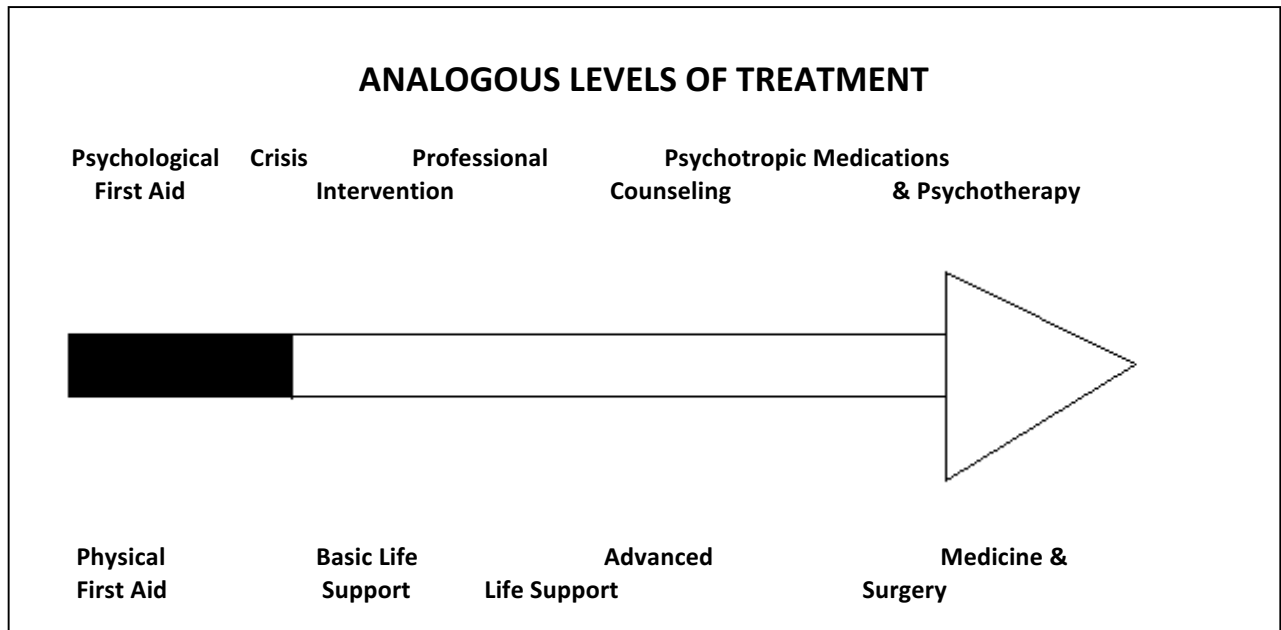 ANALOGOUS LEVELS OF TREATMENT
Psychological Crisis Professional Psychotropic Medications
First Aid Intervention Counseling & Psychotherapy
Physical Basic Life Advanced Medicine &
First Aid Support Life Support Surgery